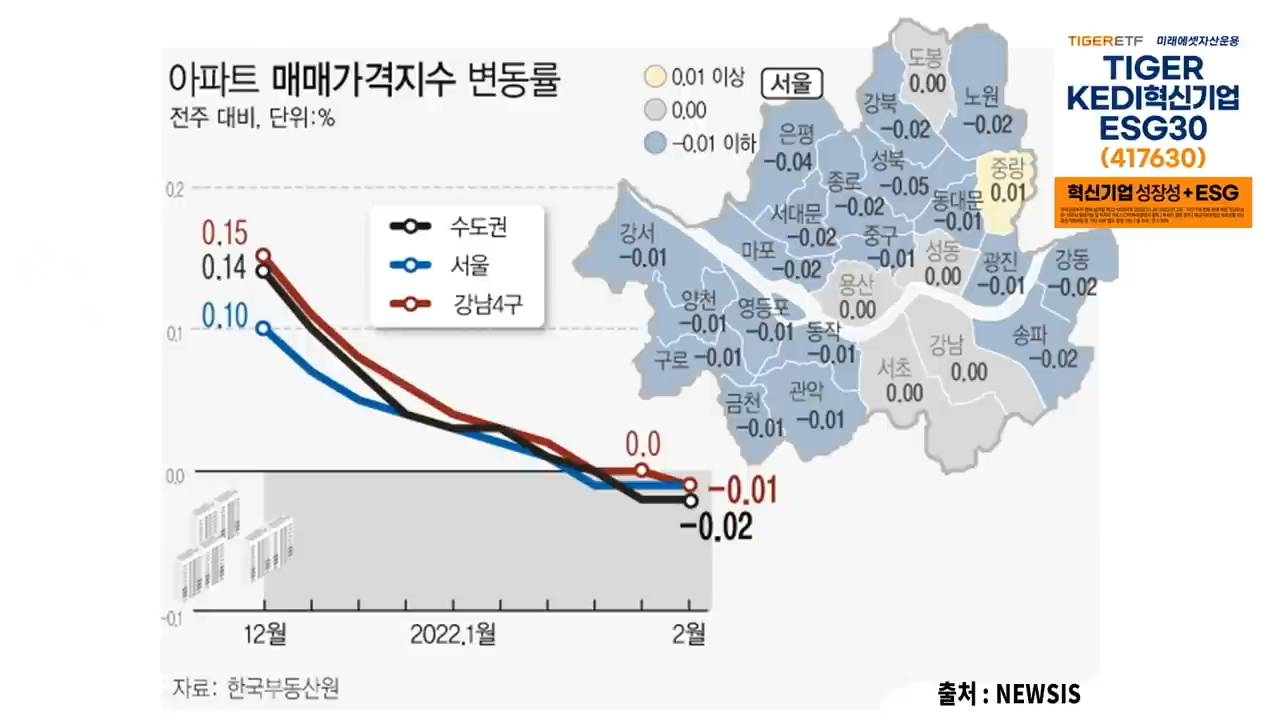 아파트 매매가격지수 변동률
전주 대비, 단위:%
0.01 이상
0.00
-0.01 이하
서울
0.2
0.1
0.0
-0.1
수도권
서울
강남4구
0.15
0.14
0.10
0.0
-0.01
-0.02
12월
2022.1월
2월
도봉
0.00
강북
-0.02
노원
-0.02
은평
-0.04
성북
-0.05
중랑
0.01
종로
-0.02
동대문
-0.01
서대문
-0.02
중구
-0.01
성동
0.00
광진
-0.01
강동
-0.02
강서
-0.01
마포
-0.02
용산
0.00
양천
-0.01
영등포
-0.01
동작
-0.01
구로 -0.01
서초
0.00
강남
0.00
송파
-0.02
금천
-0.01
관악
-0.01
자료: 한국부동산원
출처 : NEWSIS
TIGERETF 미래에셋자산운용
TIGER
KEDI혁신기업
ESG30
(417630)
혁신기업 성장성+ESG